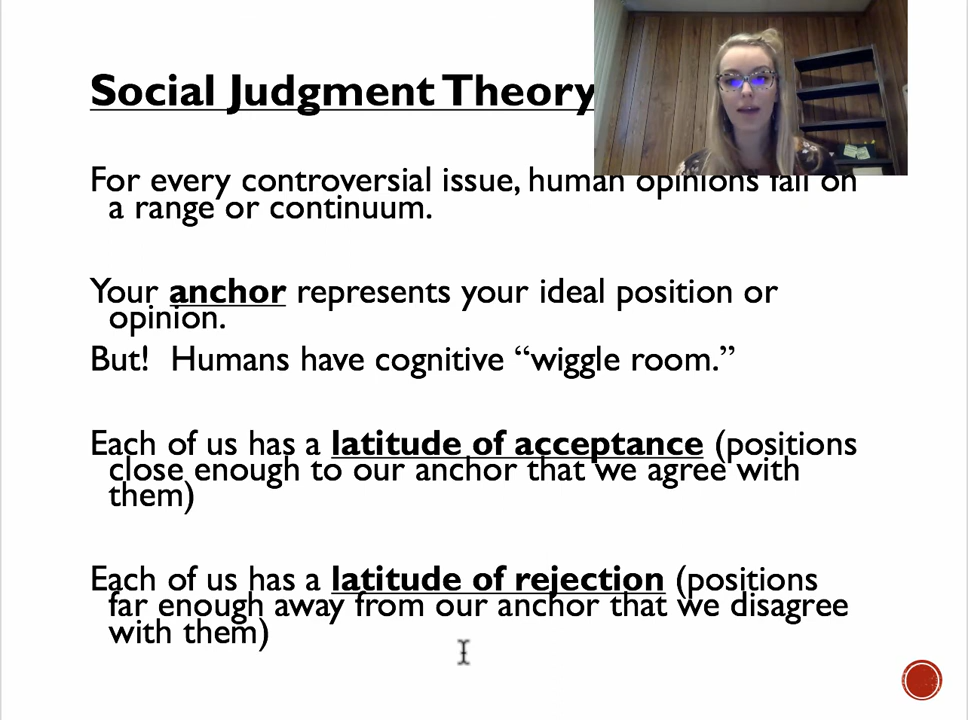 Social Judgment Theory
For every controversial issue, human opinions fall on
a range or continuum.
Your anchor represents your ideal position or
opinion.
But! Humans have cognitive “wiggle room.”
Each of us has a latitude of acceptance (positions
close enough to our anchor that we agree with
them)
Each of us has a latitude of rejection (positions
far enough away from our anchor that we disagree
with them)